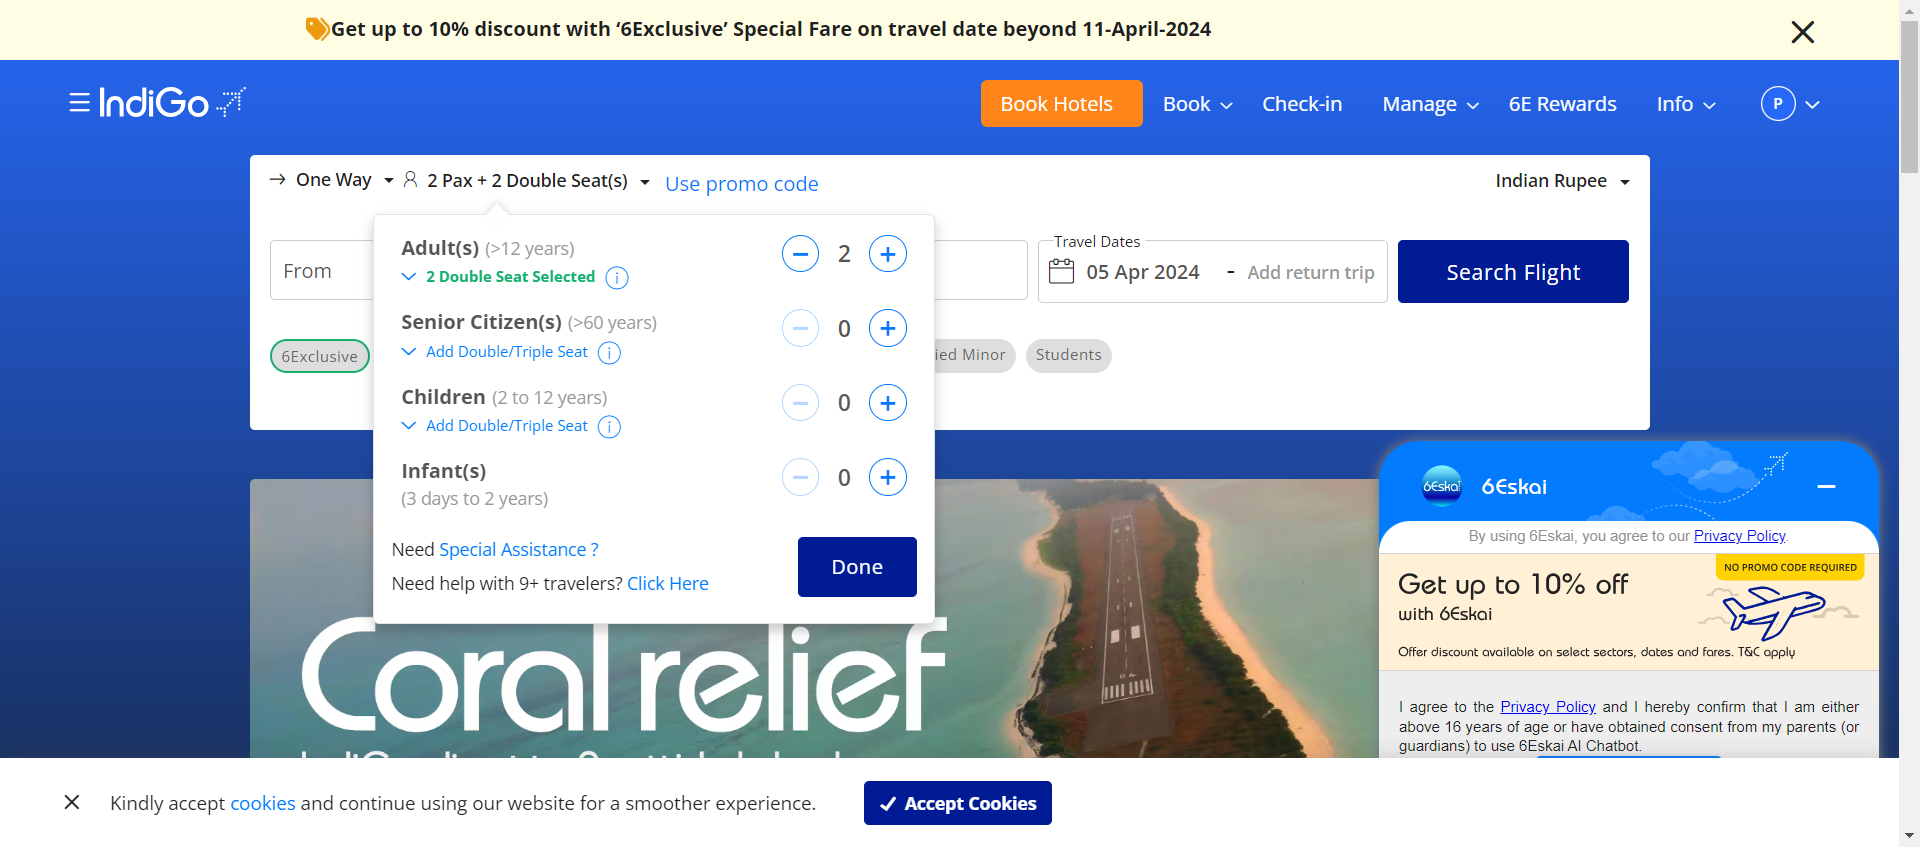 Get up to 10% discount with ‘6Exclusive’ Special Fare on travel date beyond 11-April-2024
IndiGo
Book Hotels
Book
Check-in
Manage
6E Rewards
Info
P
One Way
2 Pax + 2 Double Seat(s)
Use promo code
Indian Rupee
From
Travel Dates
05 Apr 2024 - Add return trip
Search Flight
6Exclusive
ied Minor
Students
Adult(s) (>12 years)
2
2 Double Seat Selected
Senior Citizen(s) (>60 years)
0
Add Double/Triple Seat
Children (2 to 12 years)
0
Add Double/Triple Seat
Infant(s)
0
(3 days to 2 years)
Need Special Assistance ?
Need help with 9+ travelers? Click Here
Done
Coral relief
6Eskai
6Eskai
By using 6Eskai, you agree to our Privacy Policy.
NO PROMO CODE REQUIRED
Get up to 10% off
with 6Eskai
Offer discount available on select sectors, dates and fares. T&C apply
I agree to the Privacy Policy and I hereby confirm that I am either
above 16 years of age or have obtained consent from my parents (or
guardians) to use 6Eskai AI Chatbot.
Kindly accept cookies and continue using our website for a smoother experience.
Accept Cookies